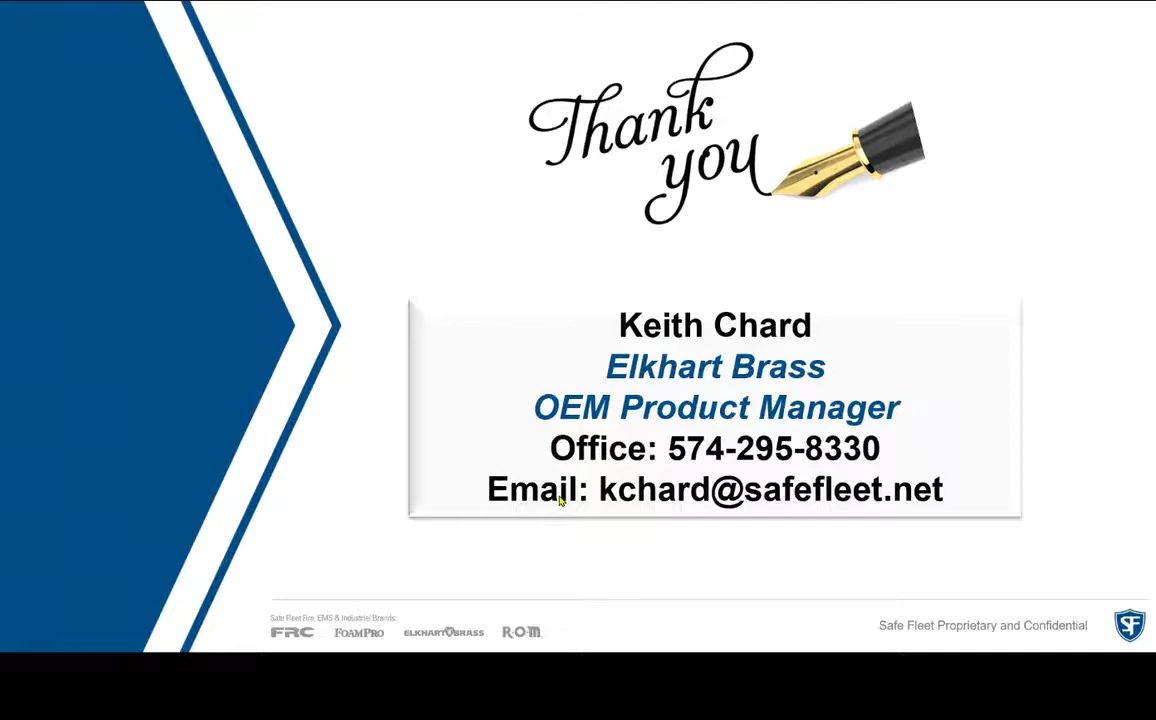 Thank
you
Keith Chard
Elkhart Brass
OEM Product Manager
Office: 574-295-8330
Email: kchard@safefleet.net
Safe Fleet Fire, EMS & Industrial Brands:
FRC FOAMPRO ELKHART BRASS R·O·M
Safe Fleet Proprietary and Confidential
SF